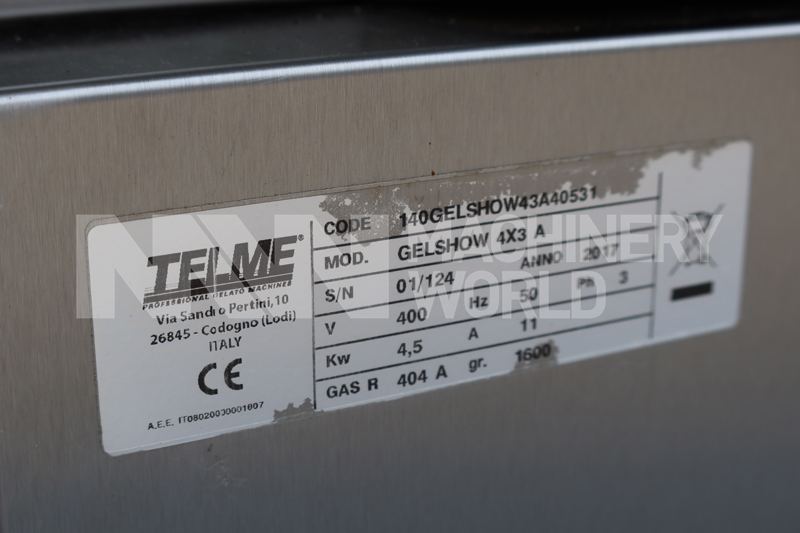 TELME®
PROFESSIONAL GELATO MACHINES
Via Sandro Pertini,10
26845 - Codogno (Lodi)
ITALY
CE
A.E.E. IT08020000001607
CODE 140GELSHOW43A40531
MOD. GELSHOW 4X3 A
S/N 01/124 ANNO 2017
V 400 Hz 50 Ph 3
Kw 4,5 A 11
GAS R 404 A gr. 1600
MACHINERY
WORLD